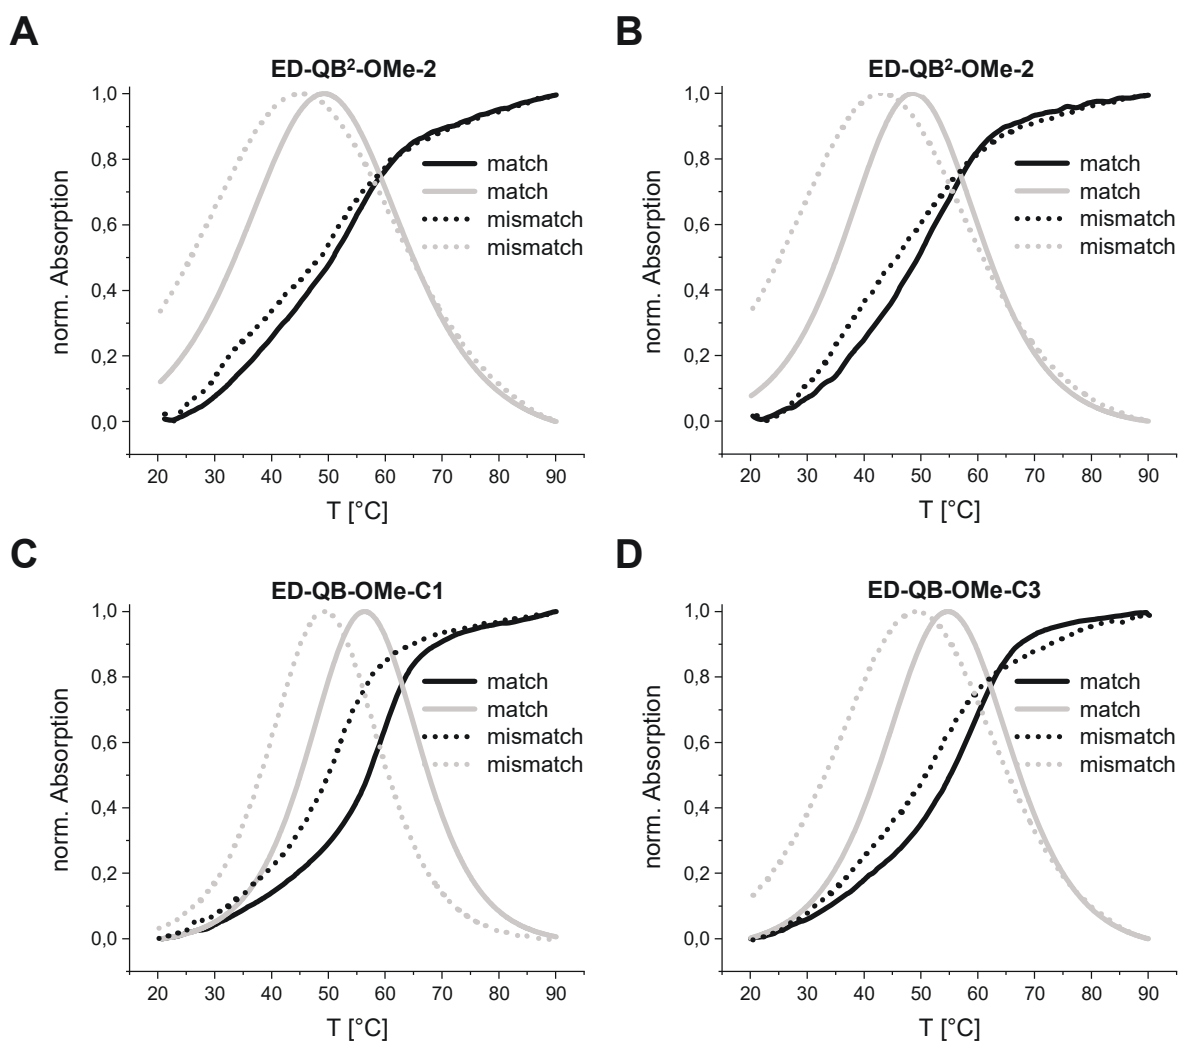 A
ED-QB²-OMe-2
norm. Absorption
1,0
0,8
0,6
0,4
0,2
0,0
match
match
mismatch
mismatch
20 30 40 50 60 70 80 90
T [°C]
B
ED-QB²-OMe-2
norm. Absorption
1,0
0,8
0,6
0,4
0,2
0,0
match
match
mismatch
mismatch
20 30 40 50 60 70 80 90
T [°C]
C
ED-QB-OMe-C1
norm. Absorption
1,0
0,8
0,6
0,4
0,2
0,0
match
match
mismatch
mismatch
20 30 40 50 60 70 80 90
T [°C]
D
ED-QB-OMe-C3
norm. Absorption
1,0
0,8
0,6
0,4
0,2
0,0
match
match
mismatch
mismatch
20 30 40 50 60 70 80 90
T [°C]